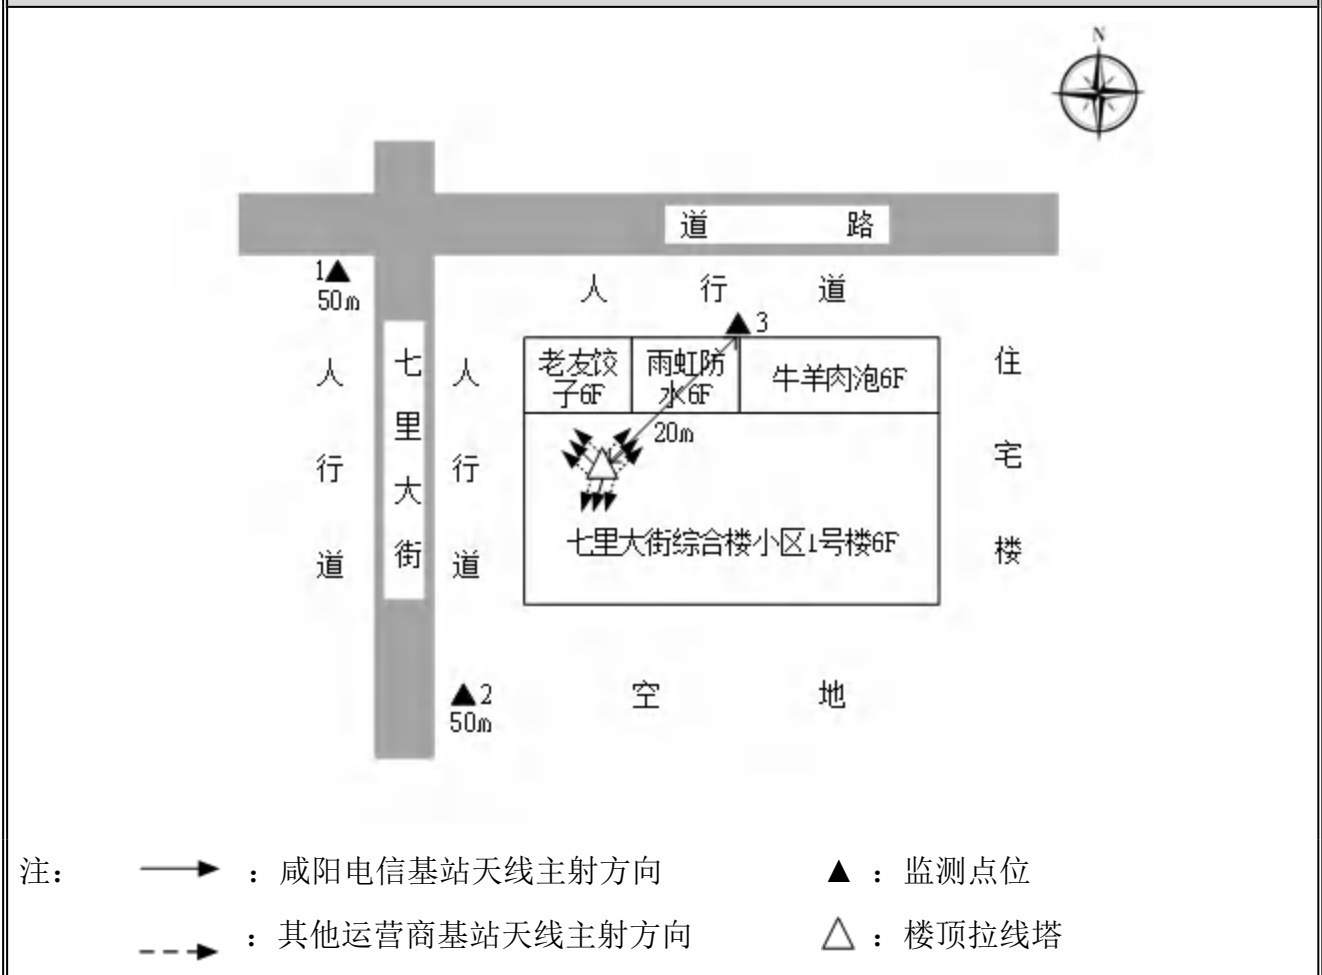 N
道 路
1▲
50m
人 行 道
▲3
人行道
七里大街
人行道
老友饺
子6F
雨虹防
水6F
牛羊肉泡6F
住宅楼
20m
七里大街综合楼小区1号楼6F
▲2
50m
空 地
注：
：咸阳电信基站天线主射方向
▲：监测点位
：其他运营商基站天线主射方向
△：楼顶拉线塔